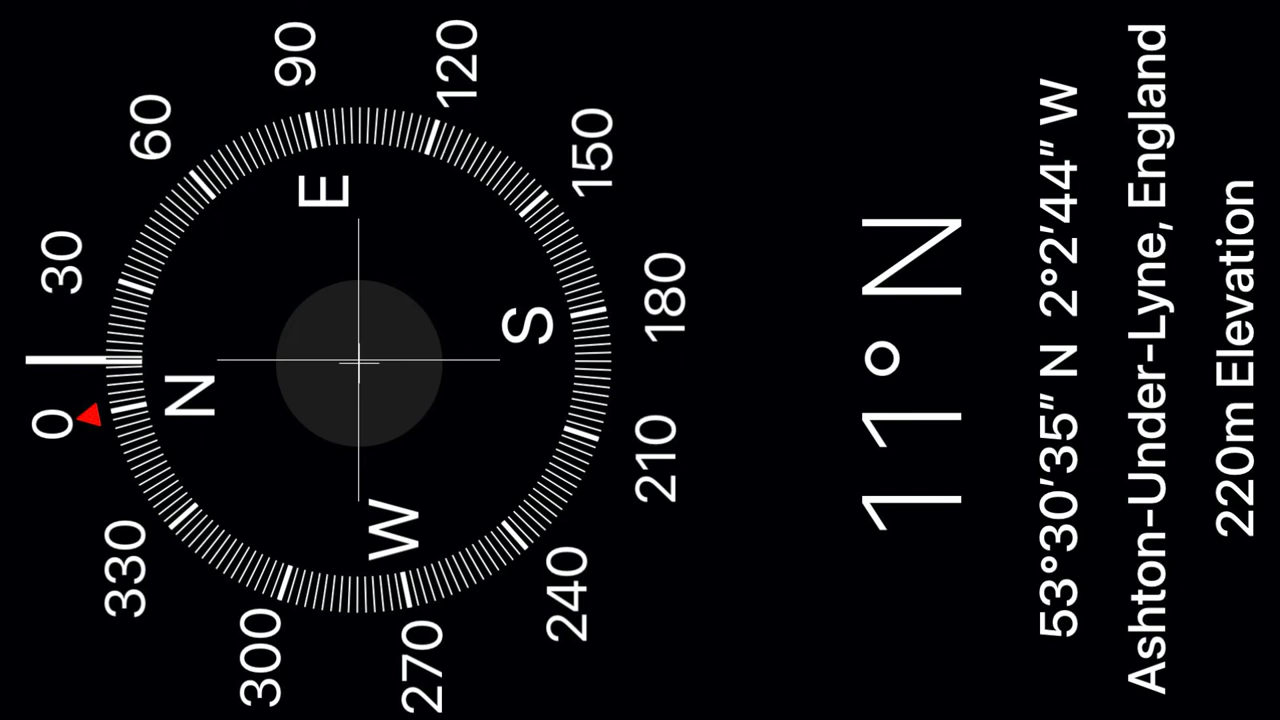 0
30
60
90
120
150
180
210
240
270
300
330
N
E
S
W
11° N
53°30′35″ N 2°2′44″ W
Ashton-Under-Lyne, England
220m Elevation